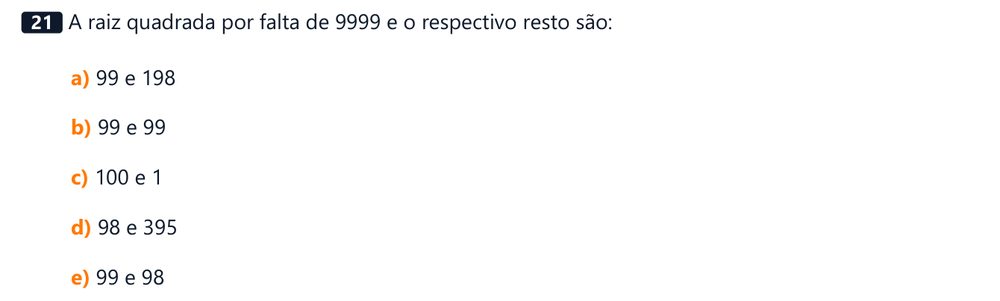 21 A raiz quadrada por falta de 9999 e o respectivo resto são:
a) 99 e 198
b) 99 e 99
c) 100 e 1
d) 98 e 395
e) 99 e 98